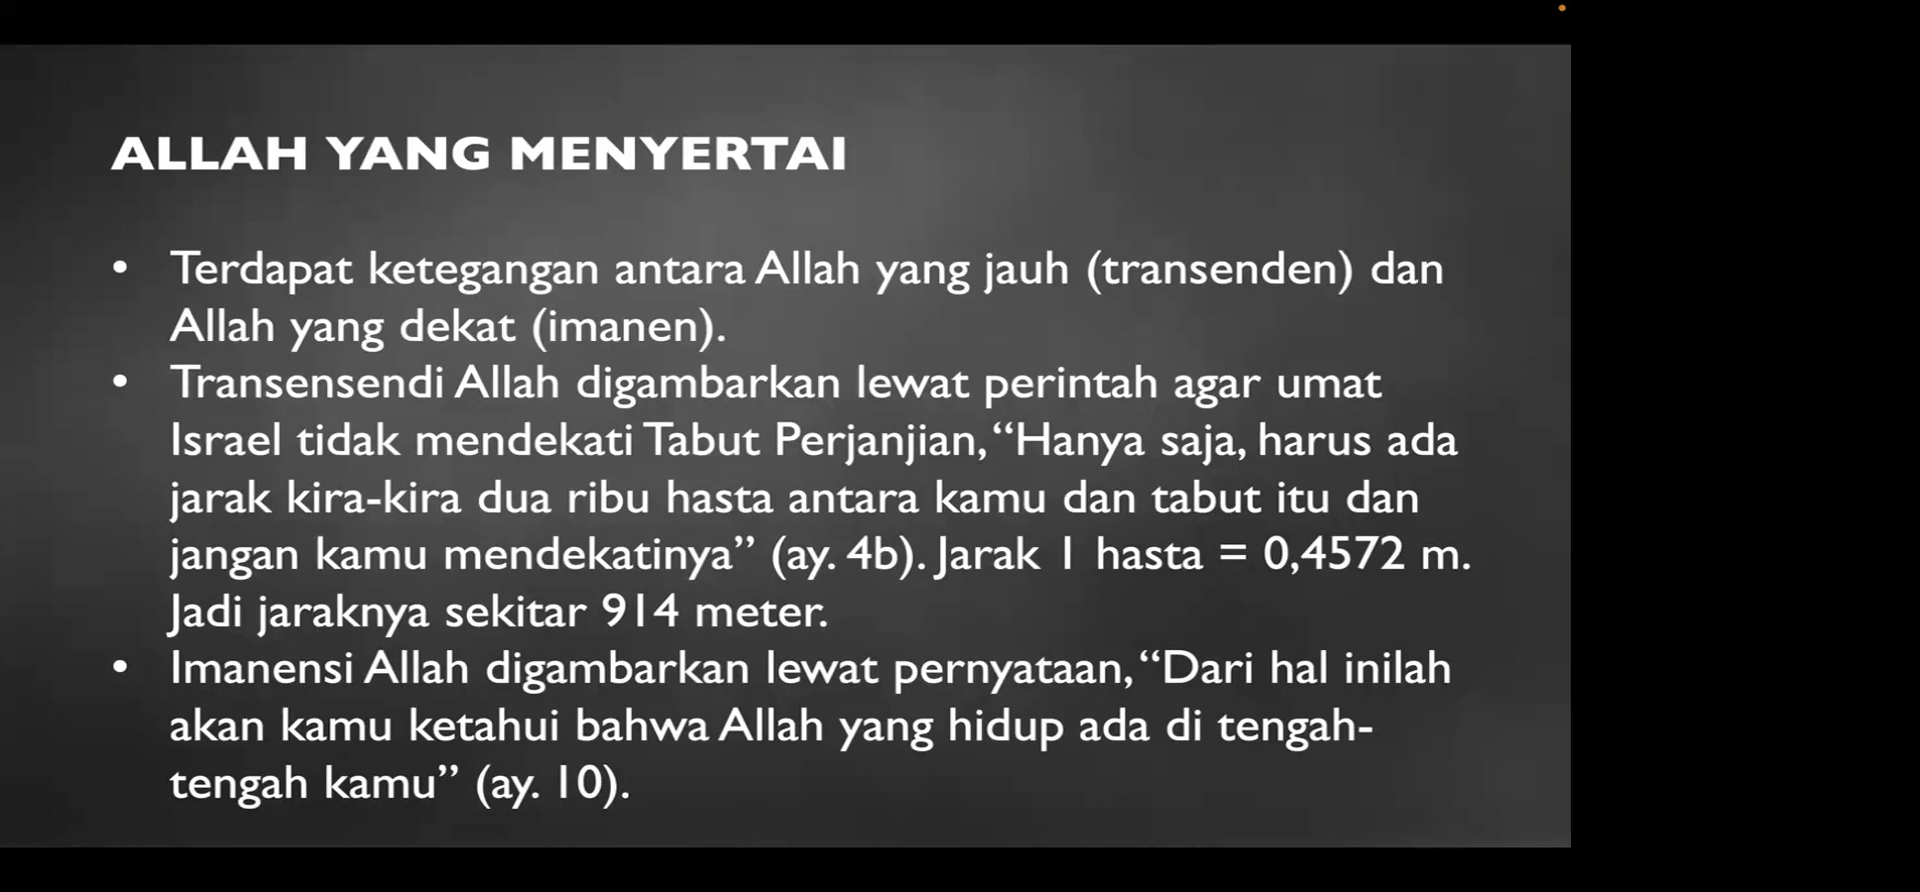 ALLAH YANG MENYERTAI
• Terdapat ketegangan antara Allah yang jauh (transenden) dan
Allah yang dekat (imanen).
• Transensendi Allah digambarkan lewat perintah agar umat
Israel tidak mendekati Tabut Perjanjian, “Hanya saja, harus ada
jarak kira-kira dua ribu hasta antara kamu dan tabut itu dan
jangan kamu mendekatinya” (ay. 4b). Jarak 1 hasta = 0,4572 m.
Jadi jaraknya sekitar 914 meter.
• Imanensi Allah digambarkan lewat pernyataan, “Dari hal inilah
akan kamu ketahui bahwa Allah yang hidup ada di tengah-
tengah kamu” (ay. 10).